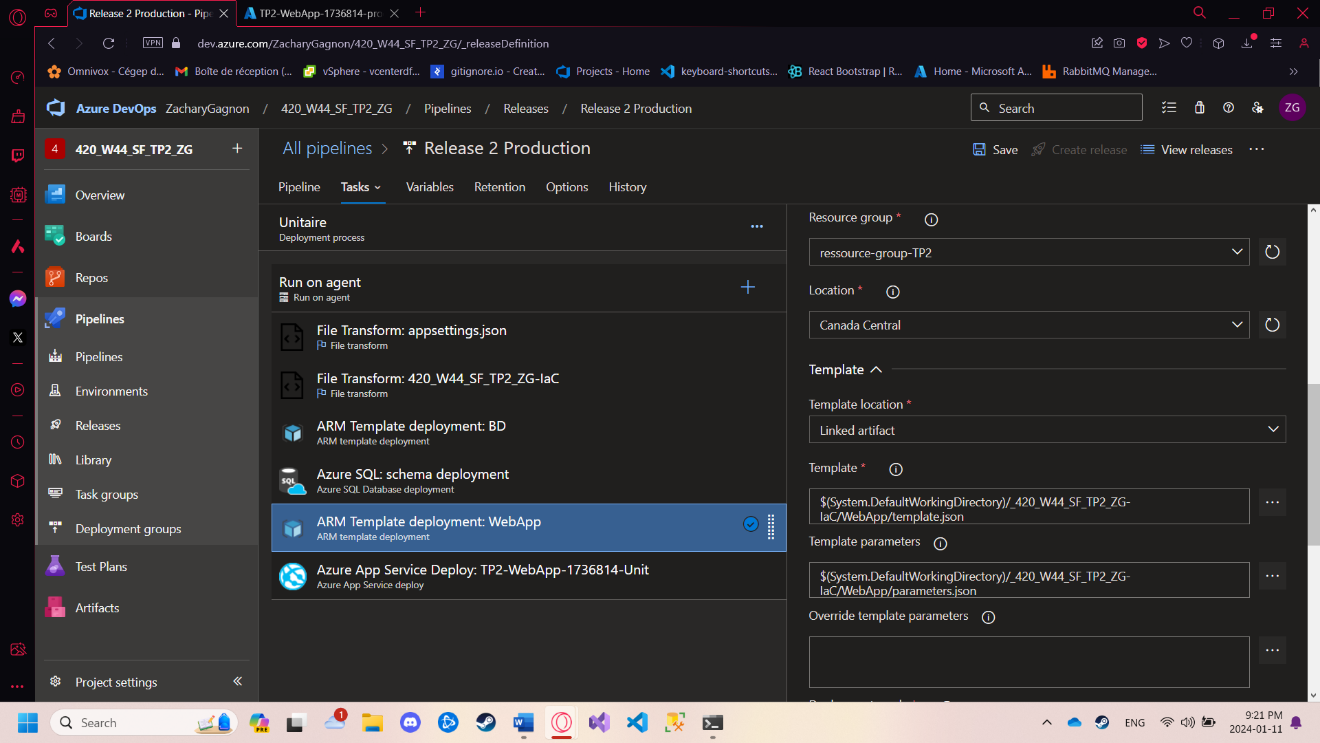 Release 2 Production - Pipe
TP2-WebApp-1736814-pro
VPN
dev.azure.com/ZacharyGagnon/420_W44_SF_TP2_ZG/_releaseDefinition
Omnivox - Cégep d...
Boîte de réception (...
vSphere - vcenterdf...
gitignore.io - Creat...
Projects - Home
keyboard-shortcuts...
React Bootstrap | R...
Home - Microsoft A...
RabbitMQ Manage...
Azure DevOps
ZacharyGagnon / 420_W44_SF_TP2_ZG / Pipelines / Releases / Release 2 Production
Search
ZG
4
420_W44_SF_TP2_ZG
Overview
Boards
Repos
Pipelines
Pipelines
Environments
Releases
Library
Task groups
Deployment groups
Test Plans
Artifacts
Project settings
All pipelines > Release 2 Production
Save
Create release
View releases
Pipeline
Tasks
Variables
Retention
Options
History
Unitaire
Deployment process
Run on agent
Run on agent
File Transform: appsettings.json
File transform
File Transform: 420_W44_SF_TP2_ZG-IaC
File transform
ARM Template deployment: BD
ARM template deployment
SQL
Azure SQL: schema deployment
Azure SQL Database deployment
ARM Template deployment: WebApp
ARM template deployment
Azure App Service Deploy: TP2-WebApp-1736814-Unit
Azure App Service deploy
Resource group *
ressource-group-TP2
Location *
Canada Central
Template
Template location *
Linked artifact
Template *
$(System.DefaultWorkingDirectory)/_420_W44_SF_TP2_ZG-
IaC/WebApp/template.json
Template parameters
$(System.DefaultWorkingDirectory)/_420_W44_SF_TP2_ZG-
IaC/WebApp/parameters.json
Override template parameters
Search
PRE
1
ENG
9:21 PM
2024-01-11